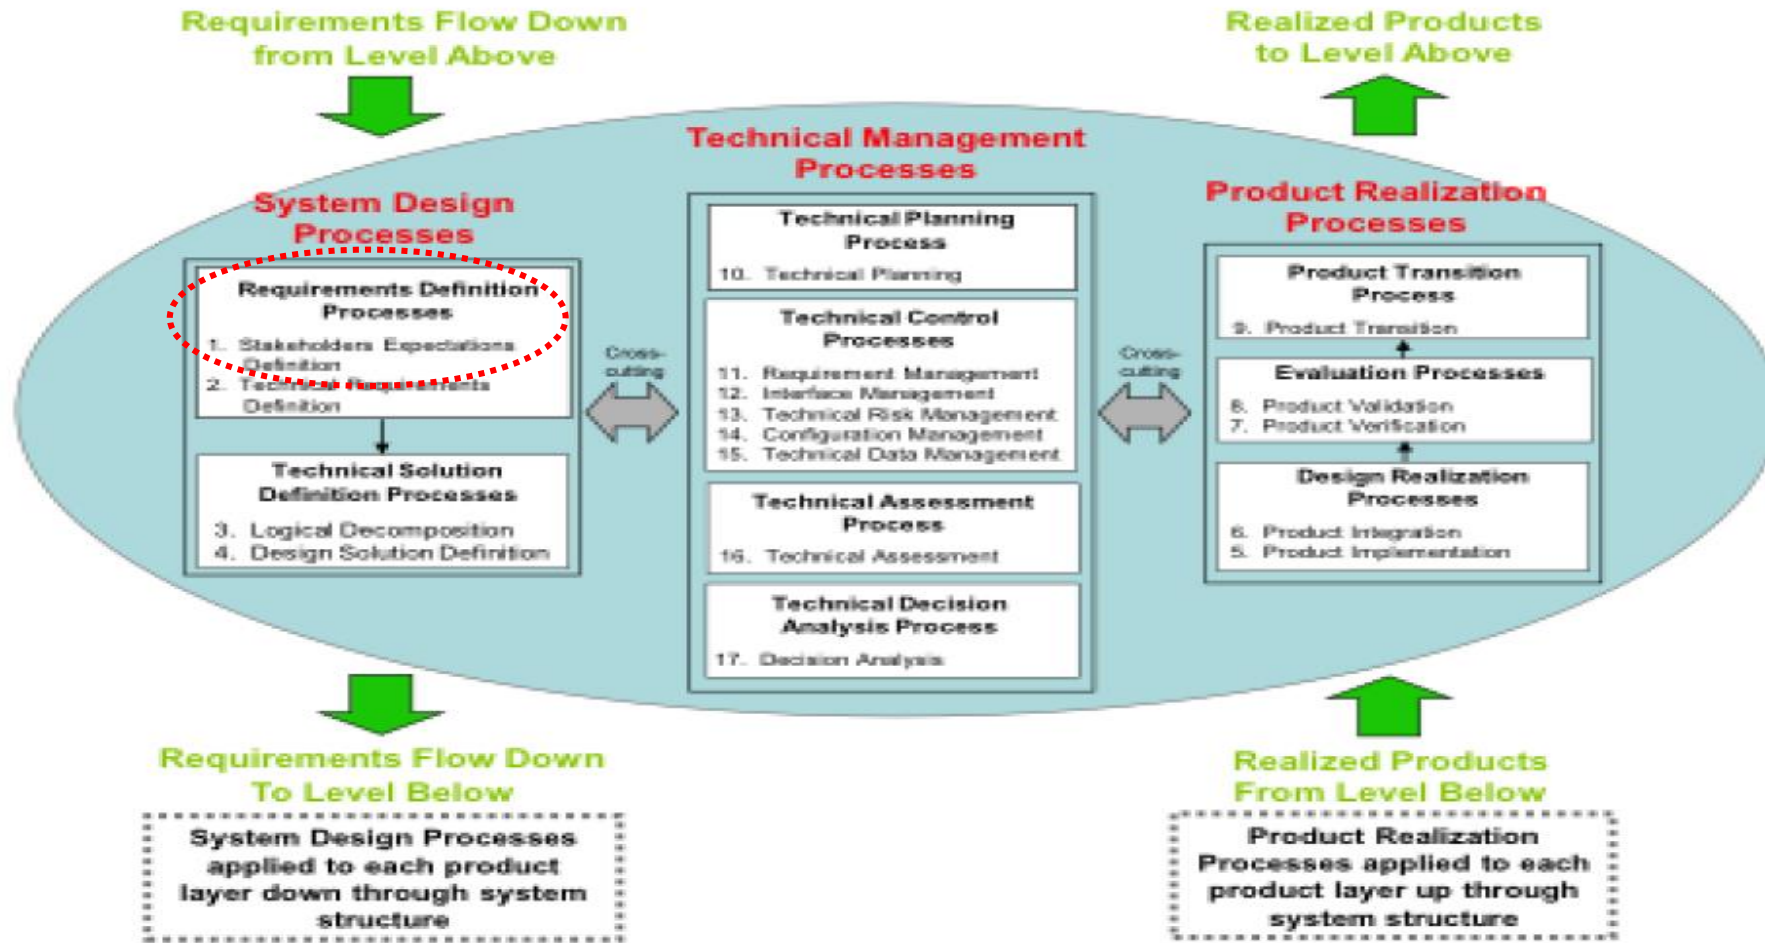 Requirements Flow Down
from Level Above
Realized Products
to Level Above
System Design
Processes
Requirements Definition
Processes
1. Stakeholders Expectations
Definition
2. Technical Requirements
Definition
Technical Solution
Definition Processes
3. Logical Decomposition
4. Design Solution Definition
Cross-
cutting
Technical Management
Processes
Technical Planning
Process
10. Technical Planning
Technical Control
Processes
11. Requirement Management
12. Interface Management
13. Technical Risk Management
14. Configuration Management
15. Technical Data Management
Technical Assessment
Process
16. Technical Assessment
Technical Decision
Analysis Process
17. Decision Analysis
Cross-
cutting
Product Realization
Processes
Product Transition
Process
9. Product Transition
Evaluation Processes
8. Product Validation
7. Product Verification
Design Realization
Processes
6. Product Integration
5. Product Implementation
Requirements Flow Down
To Level Below
System Design Processes
applied to each product
layer down through system
structure
Realized Products
From Level Below
Product Realization
Processes applied to each
product layer up through
system structure